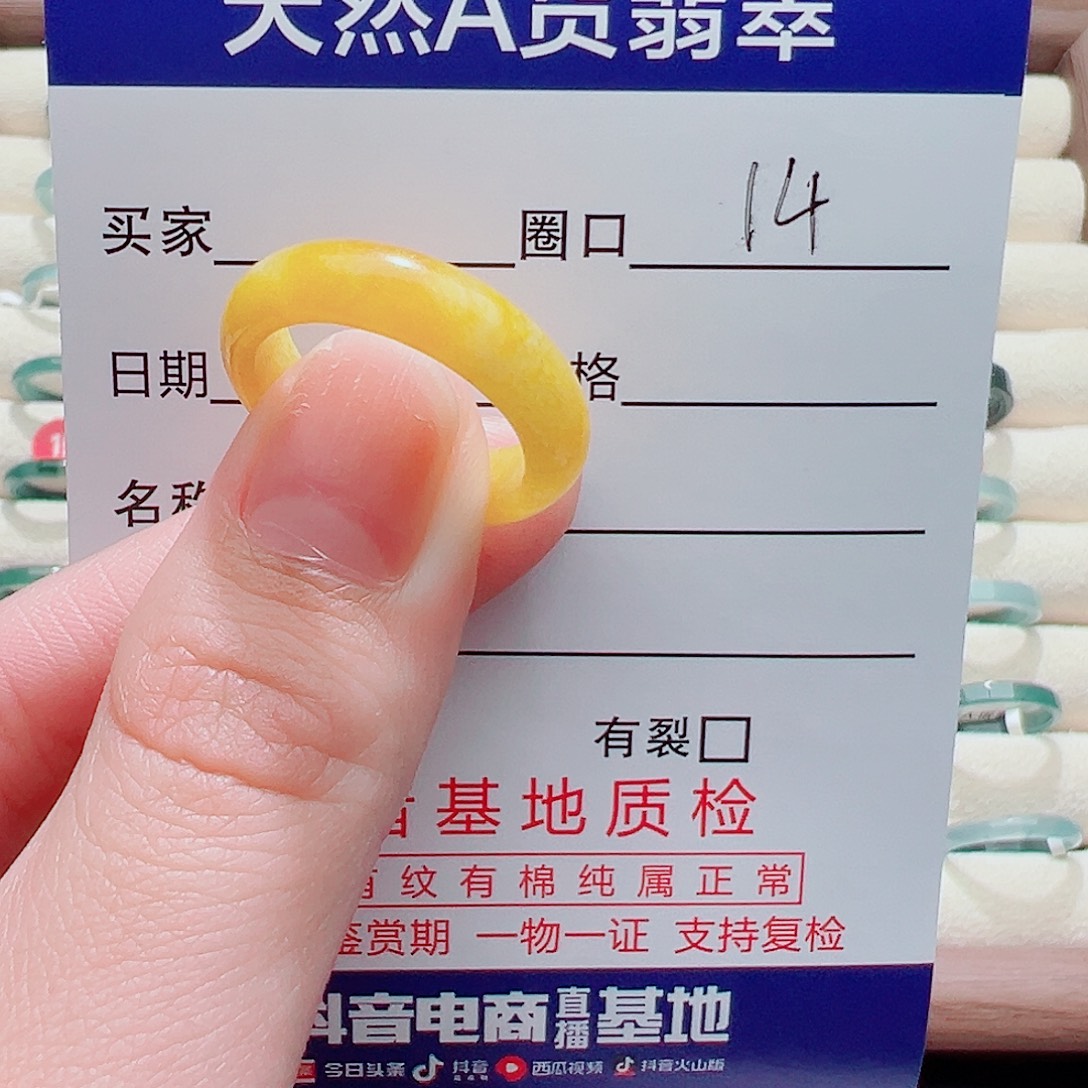 天然A货翡翠
买家 圈口 14
日期 格
名称
有裂
基地质检
有纹有棉纯属正常
鉴赏期 一物一证 支持复检
抖音电商直播基地
今日头条 抖音 西瓜视频 抖音火山版